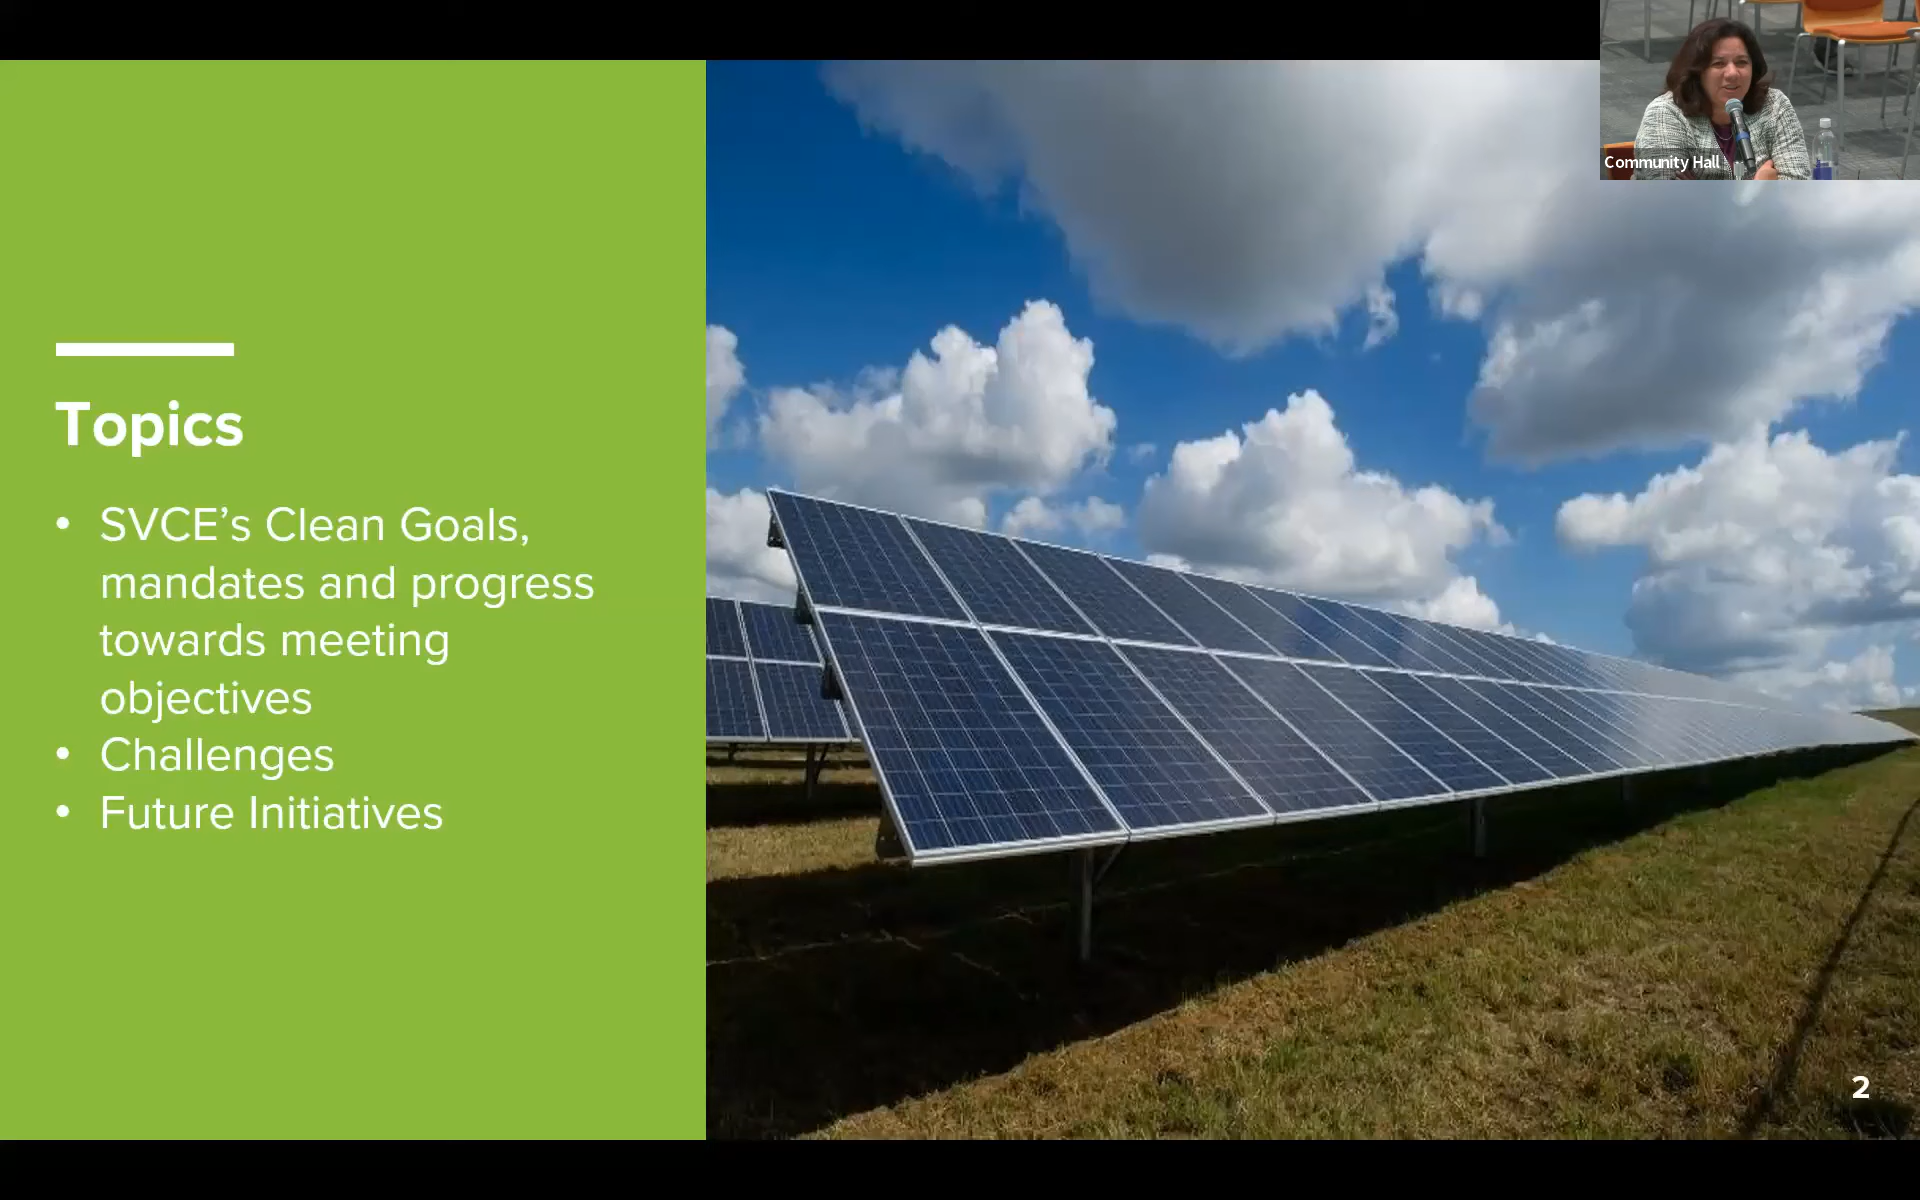 Community Hall
Topics
• SVCE’s Clean Goals,
mandates and progress
towards meeting
objectives
• Challenges
• Future Initiatives
2